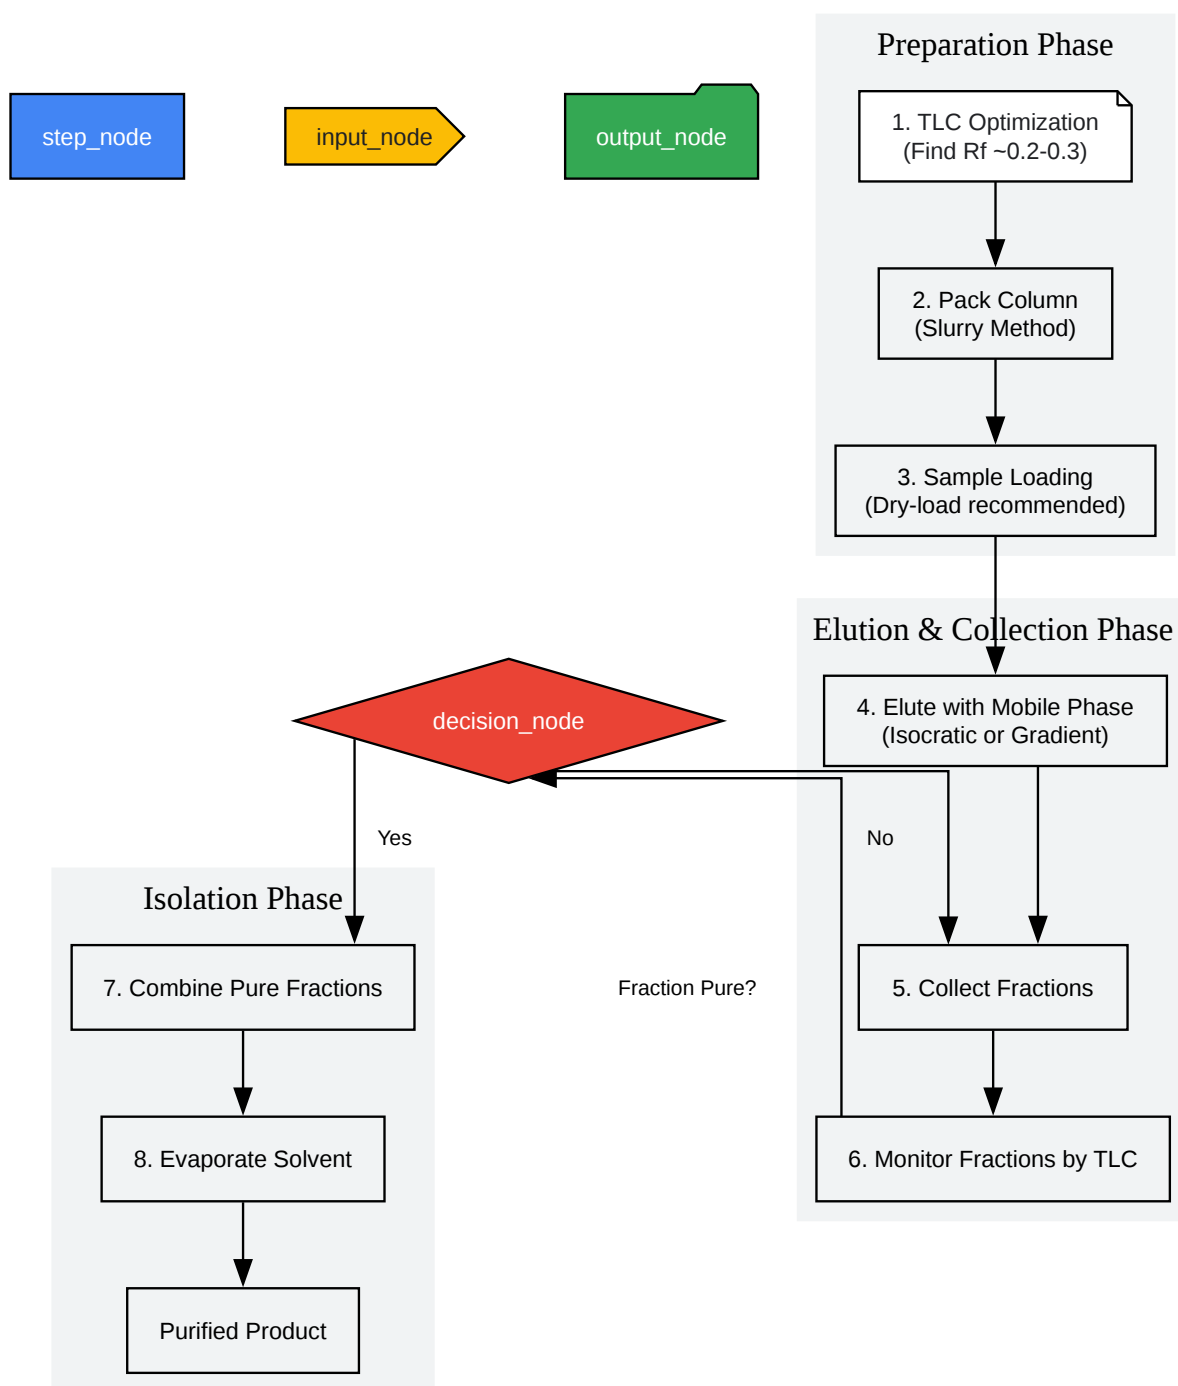 Preparation Phase
step_node
input_node
output_node
1. TLC Optimization
(Find Rf ~0.2-0.3)
2. Pack Column
(Slurry Method)
3. Sample Loading
(Dry-load recommended)
Elution & Collection Phase
4. Elute with Mobile Phase
(Isocratic or Gradient)
decision_node
Yes
No
Isolation Phase
7. Combine Pure Fractions
Fraction Pure?
5. Collect Fractions
8. Evaporate Solvent
6. Monitor Fractions by TLC
Purified Product